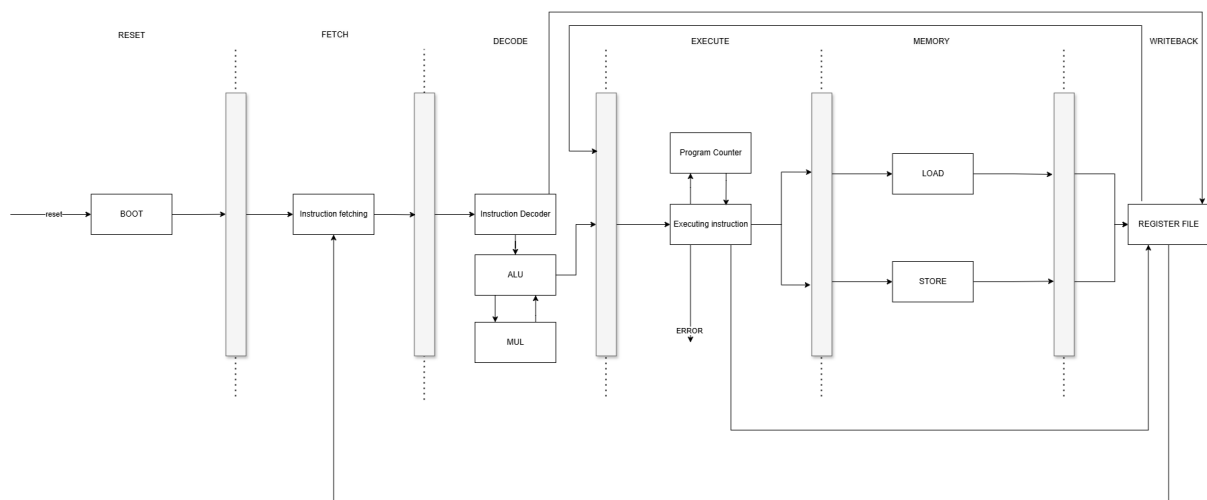 RESET
FETCH
DECODE
EXECUTE
MEMORY
WRITEBACK
reset
BOOT
Instruction fetching
Instruction Decoder
ALU
MUL
Program Counter
Executing instruction
ERROR
LOAD
STORE
REGISTER FILE